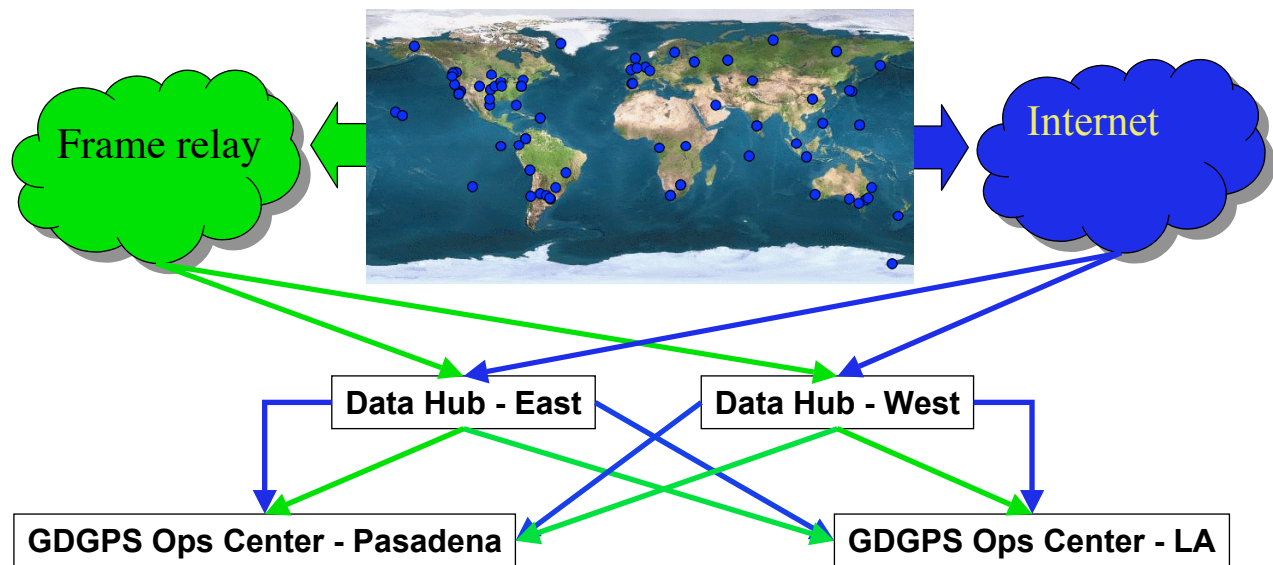 Frame relay
Internet
Data Hub - East
Data Hub - West
GDGPS Ops Center - Pasadena
GDGPS Ops Center - LA